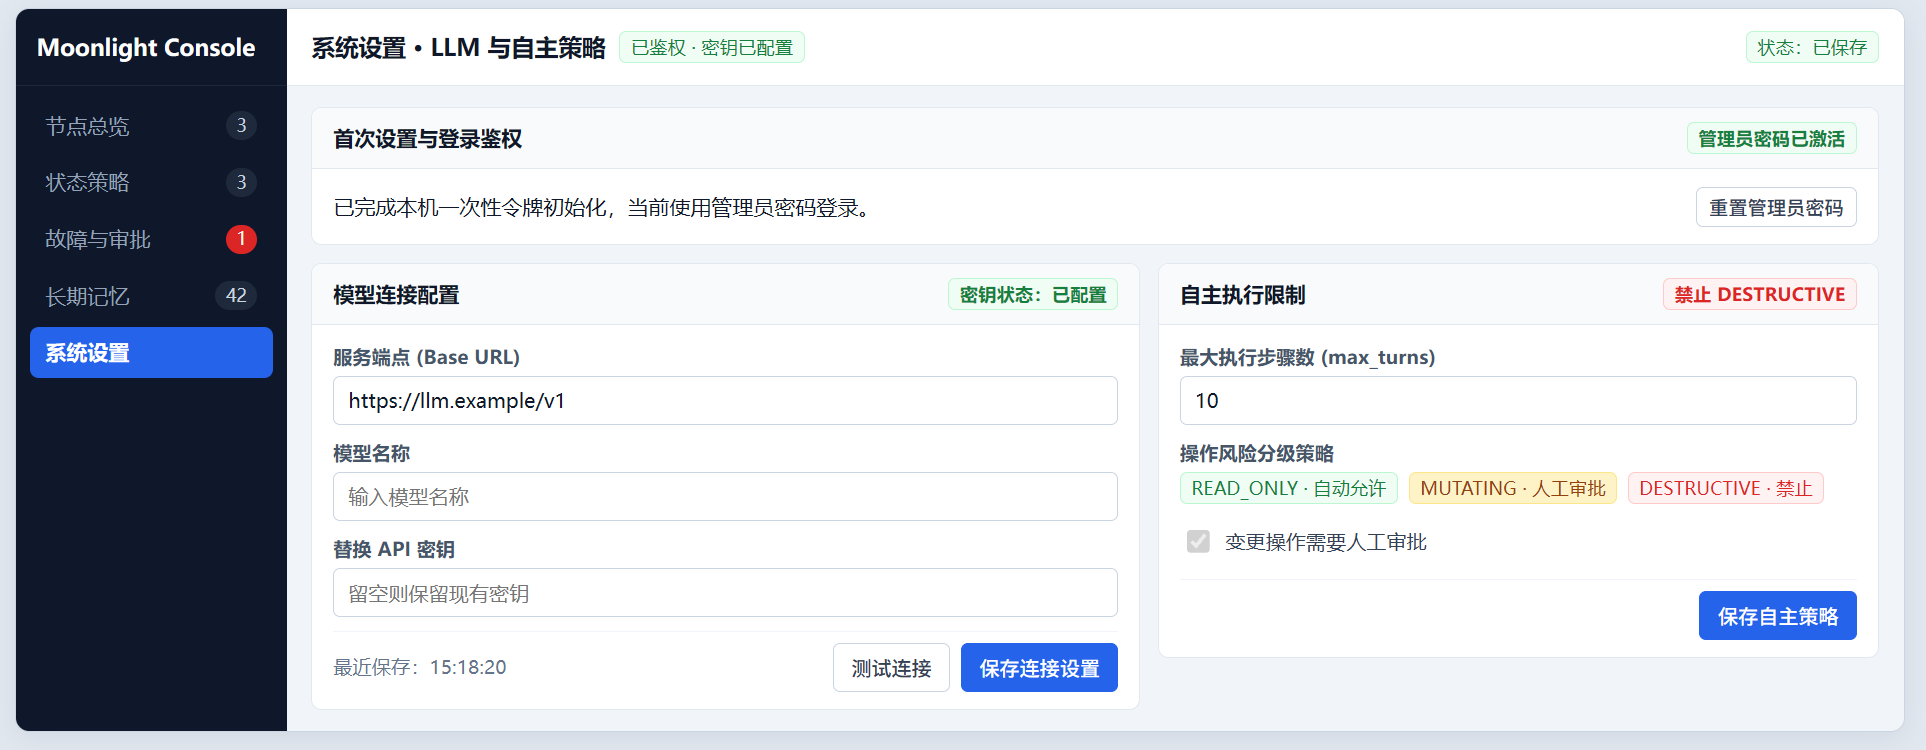 Moonlight Console
节点总览 3
状态策略 3
故障与审批 1
长期记忆 42
系统设置
系统设置 · LLM 与自主策略 已鉴权 · 密钥已配置 状态：已保存
首次设置与登录鉴权 管理员密码已激活
已完成本机一次性令牌初始化，当前使用管理员密码登录。 重置管理员密码
模型连接配置 密钥状态：已配置
服务端点 (Base URL)
https://llm.example/v1
模型名称
输入模型名称
替换 API 密钥
留空则保留现有密钥
最近保存：15:18:20 测试连接 保存连接设置
自主执行限制 禁止 DESTRUCTIVE
最大执行步骤数 (max_turns)
10
操作风险分级策略
READ_ONLY · 自动允许 MUTATING · 人工审批 DESTRUCTIVE · 禁止
变更操作需要人工审批
保存自主策略